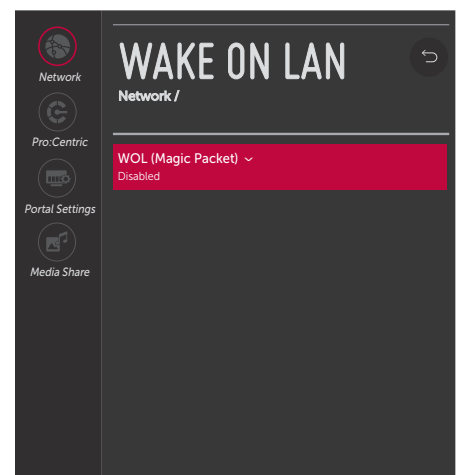 Network
Pro:Centric
Portal Settings
Media Share
WAKE ON LAN
Network /
WOL (Magic Packet)
Disabled